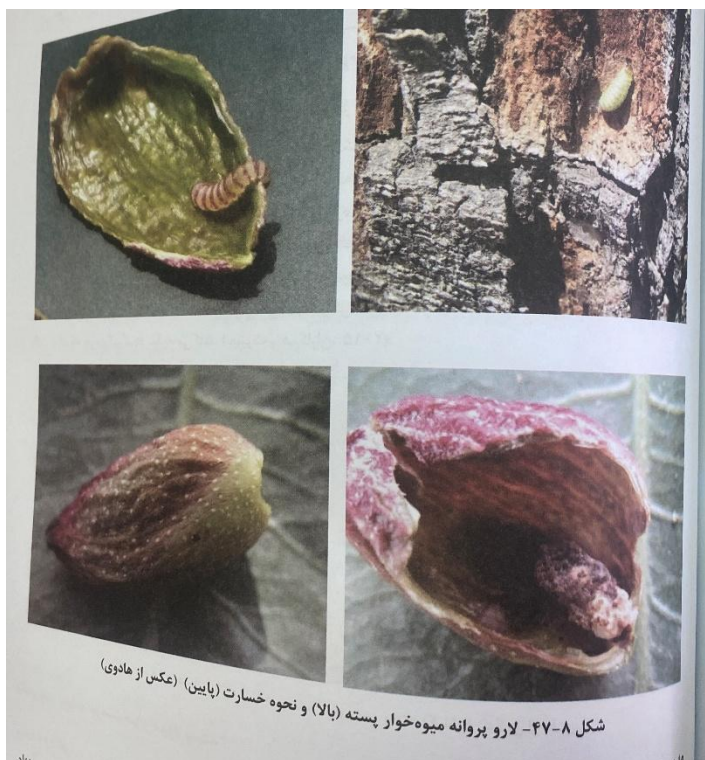 شکل ۸-۴۷- لارو پروانه میوه‌خوار پسته (بالا) و نحوه خسارت (پایین) (عکس از هادوی)